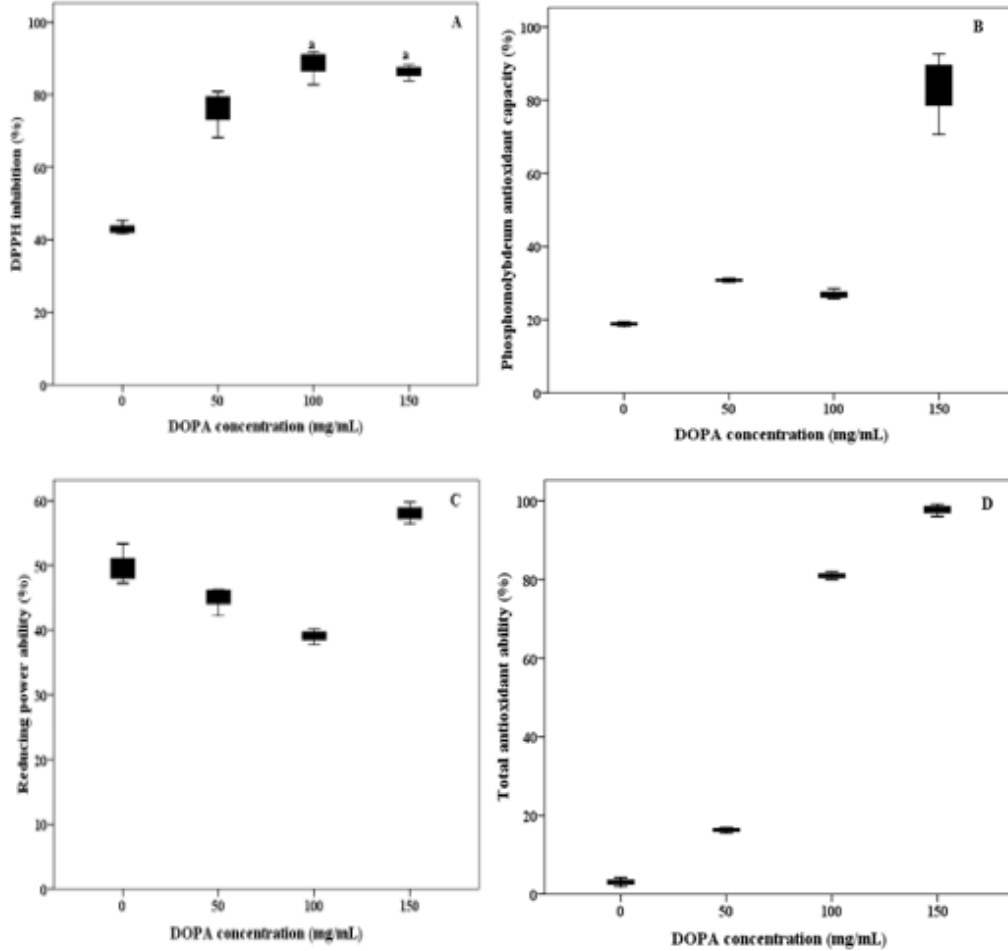 A
DPPH inhibition (%)
100
80
60
40
20
0
a
a
0 50 100 150
DOPA concentration (mg/mL)
B
Phosphomolybdeum antioxidant capacity (%)
100
80
60
40
20
0
0 50 100 150
DOPA concentration (mg/mL)
C
Reducing power ability (%)
60
50
40
30
20
10
0
0 50 100 150
DOPA concentration (mg/mL)
D
Total antioxidant ability (%)
100
80
60
40
20
0
0 50 100 150
DOPA concentration (mg/mL)